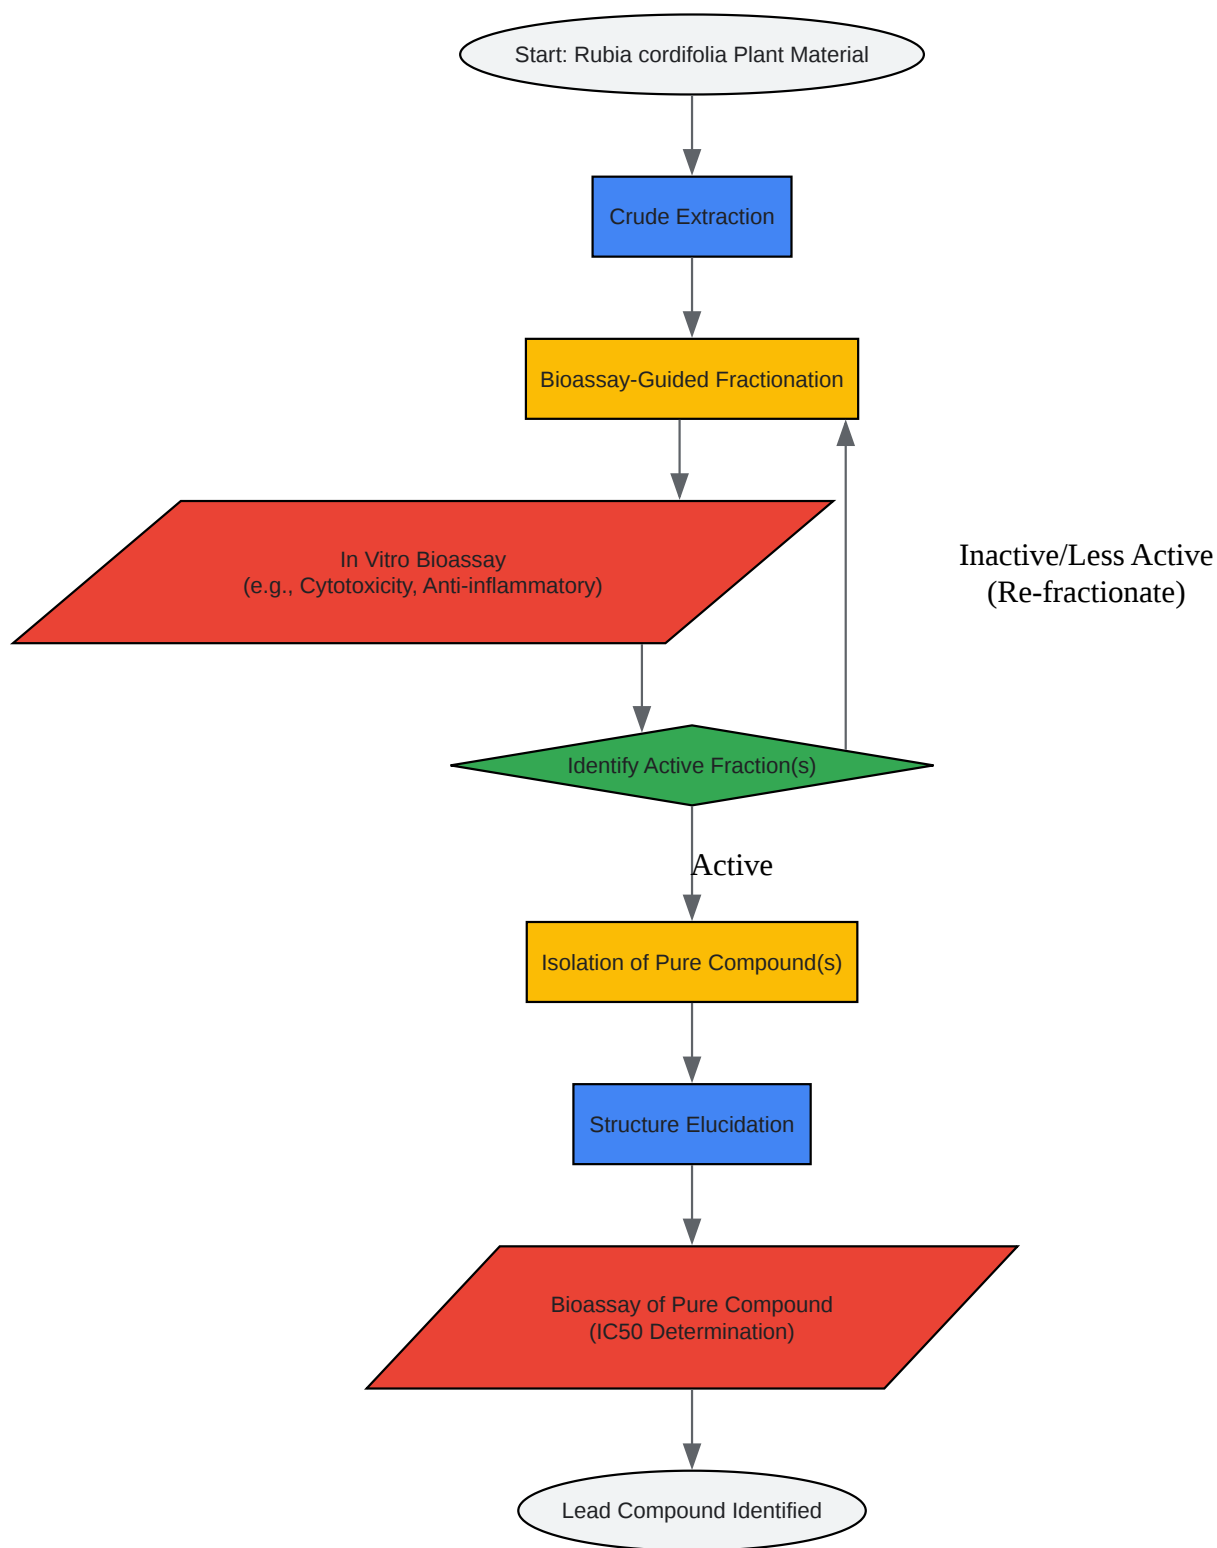 Start: Rubia cordifolia Plant Material
Crude Extraction
Bioassay-Guided Fractionation
In Vitro Bioassay
(e.g., Cytotoxicity, Anti-inflammatory)
Inactive/Less Active
(Re-fractionate)
Identify Active Fraction(s)
Active
Isolation of Pure Compound(s)
Structure Elucidation
Bioassay of Pure Compound
(IC50 Determination)
Lead Compound Identified